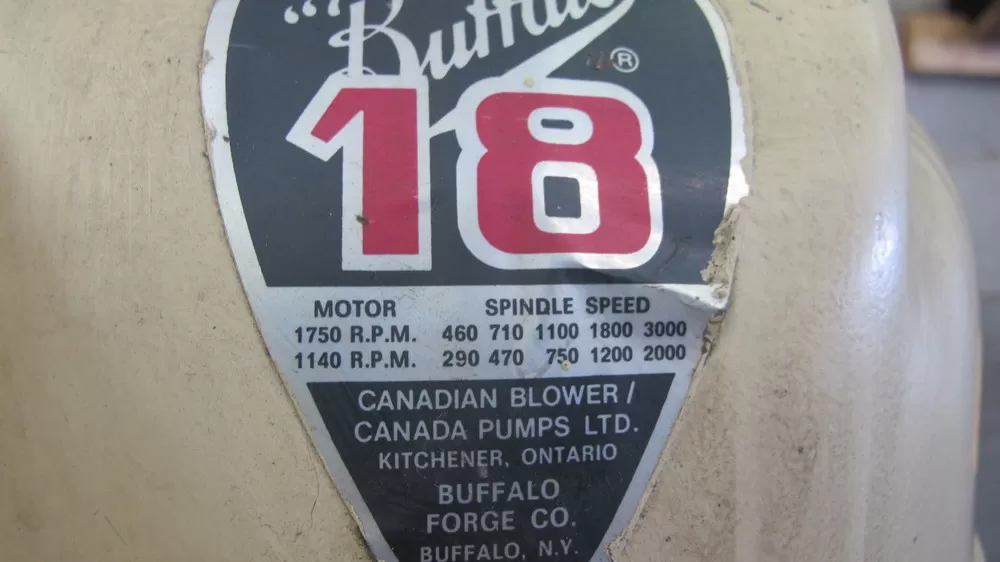 "Buffalo
®
18
MOTOR SPINDLE SPEED
1750 R.P.M. 460 710 1100 1800 3000
1140 R.P.M. 290 470 750 1200 2000
CANADIAN BLOWER /
CANADA PUMPS LTD.
KITCHENER, ONTARIO
BUFFALO
FORGE CO.
BUFFALO, N.Y.